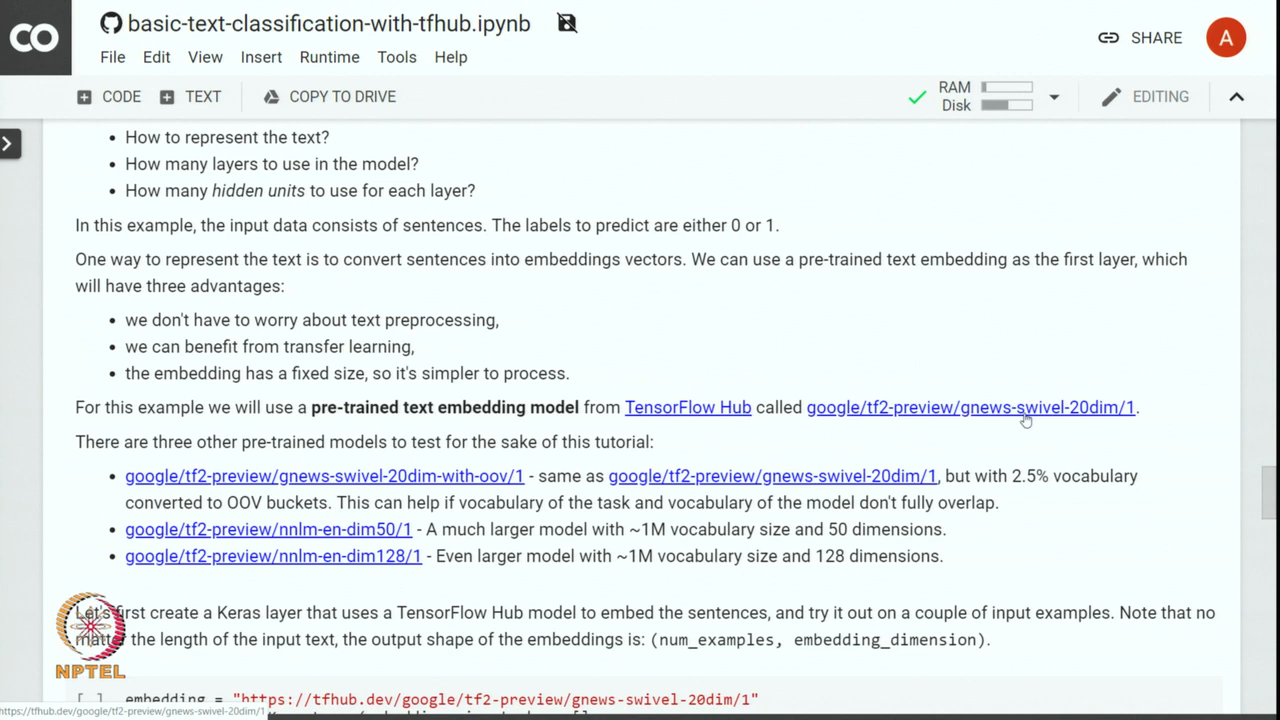 CO basic-text-classification-with-tfhub.ipynb
File Edit View Insert Runtime Tools Help
SHARE
A
CODE TEXT COPY TO DRIVE
RAM
Disk
EDITING
• How to represent the text?
• How many layers to use in the model?
• How many hidden units to use for each layer?
In this example, the input data consists of sentences. The labels to predict are either 0 or 1.
One way to represent the text is to convert sentences into embeddings vectors. We can use a pre-trained text embedding as the first layer, which
will have three advantages:
• we don't have to worry about text preprocessing,
• we can benefit from transfer learning,
• the embedding has a fixed size, so it's simpler to process.
For this example we will use a pre-trained text embedding model from TensorFlow Hub called google/tf2-preview/gnews-swivel-20dim/1.
There are three other pre-trained models to test for the sake of this tutorial:
• google/tf2-preview/gnews-swivel-20dim-with-oov/1 - same as google/tf2-preview/gnews-swivel-20dim/1, but with 2.5% vocabulary
converted to OOV buckets. This can help if vocabulary of the task and vocabulary of the model don't fully overlap.
• google/tf2-preview/nnlm-en-dim50/1 - A much larger model with ~1M vocabulary size and 50 dimensions.
• google/tf2-preview/nnlm-en-dim128/1 - Even larger model with ~1M vocabulary size and 128 dimensions.
Let's first create a Keras layer that uses a TensorFlow Hub model to embed the sentences, and try it out on a couple of input examples. Note that no
matter the length of the input text, the output shape of the embeddings is: (num_examples, embedding_dimension).
NPTEL
[ ] embedding = "https://tfhub.dev/google/tf2-preview/gnews-swivel-20dim/1"
https://tfhub.dev/google/tf2-preview/gnews-swivel-20dim/1